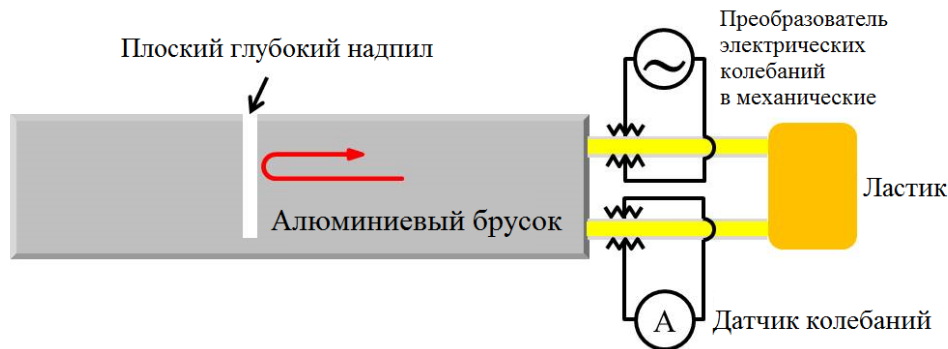 Плоский глубокий надпил
Преобразователь
электрических
колебаний
в механические
Алюминиевый брусок
Ластик
A
Датчик колебаний